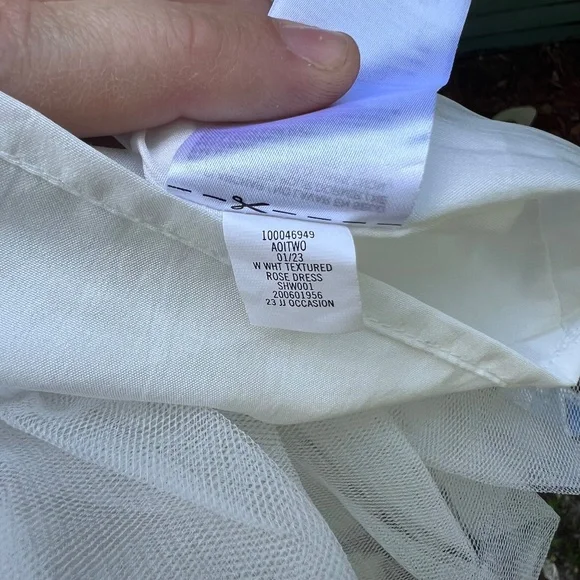 100046949
AOITWO
01/23
W WHT TEXTURED
ROSE DRESS
SHW001
200601956
23 JJ OCCASION